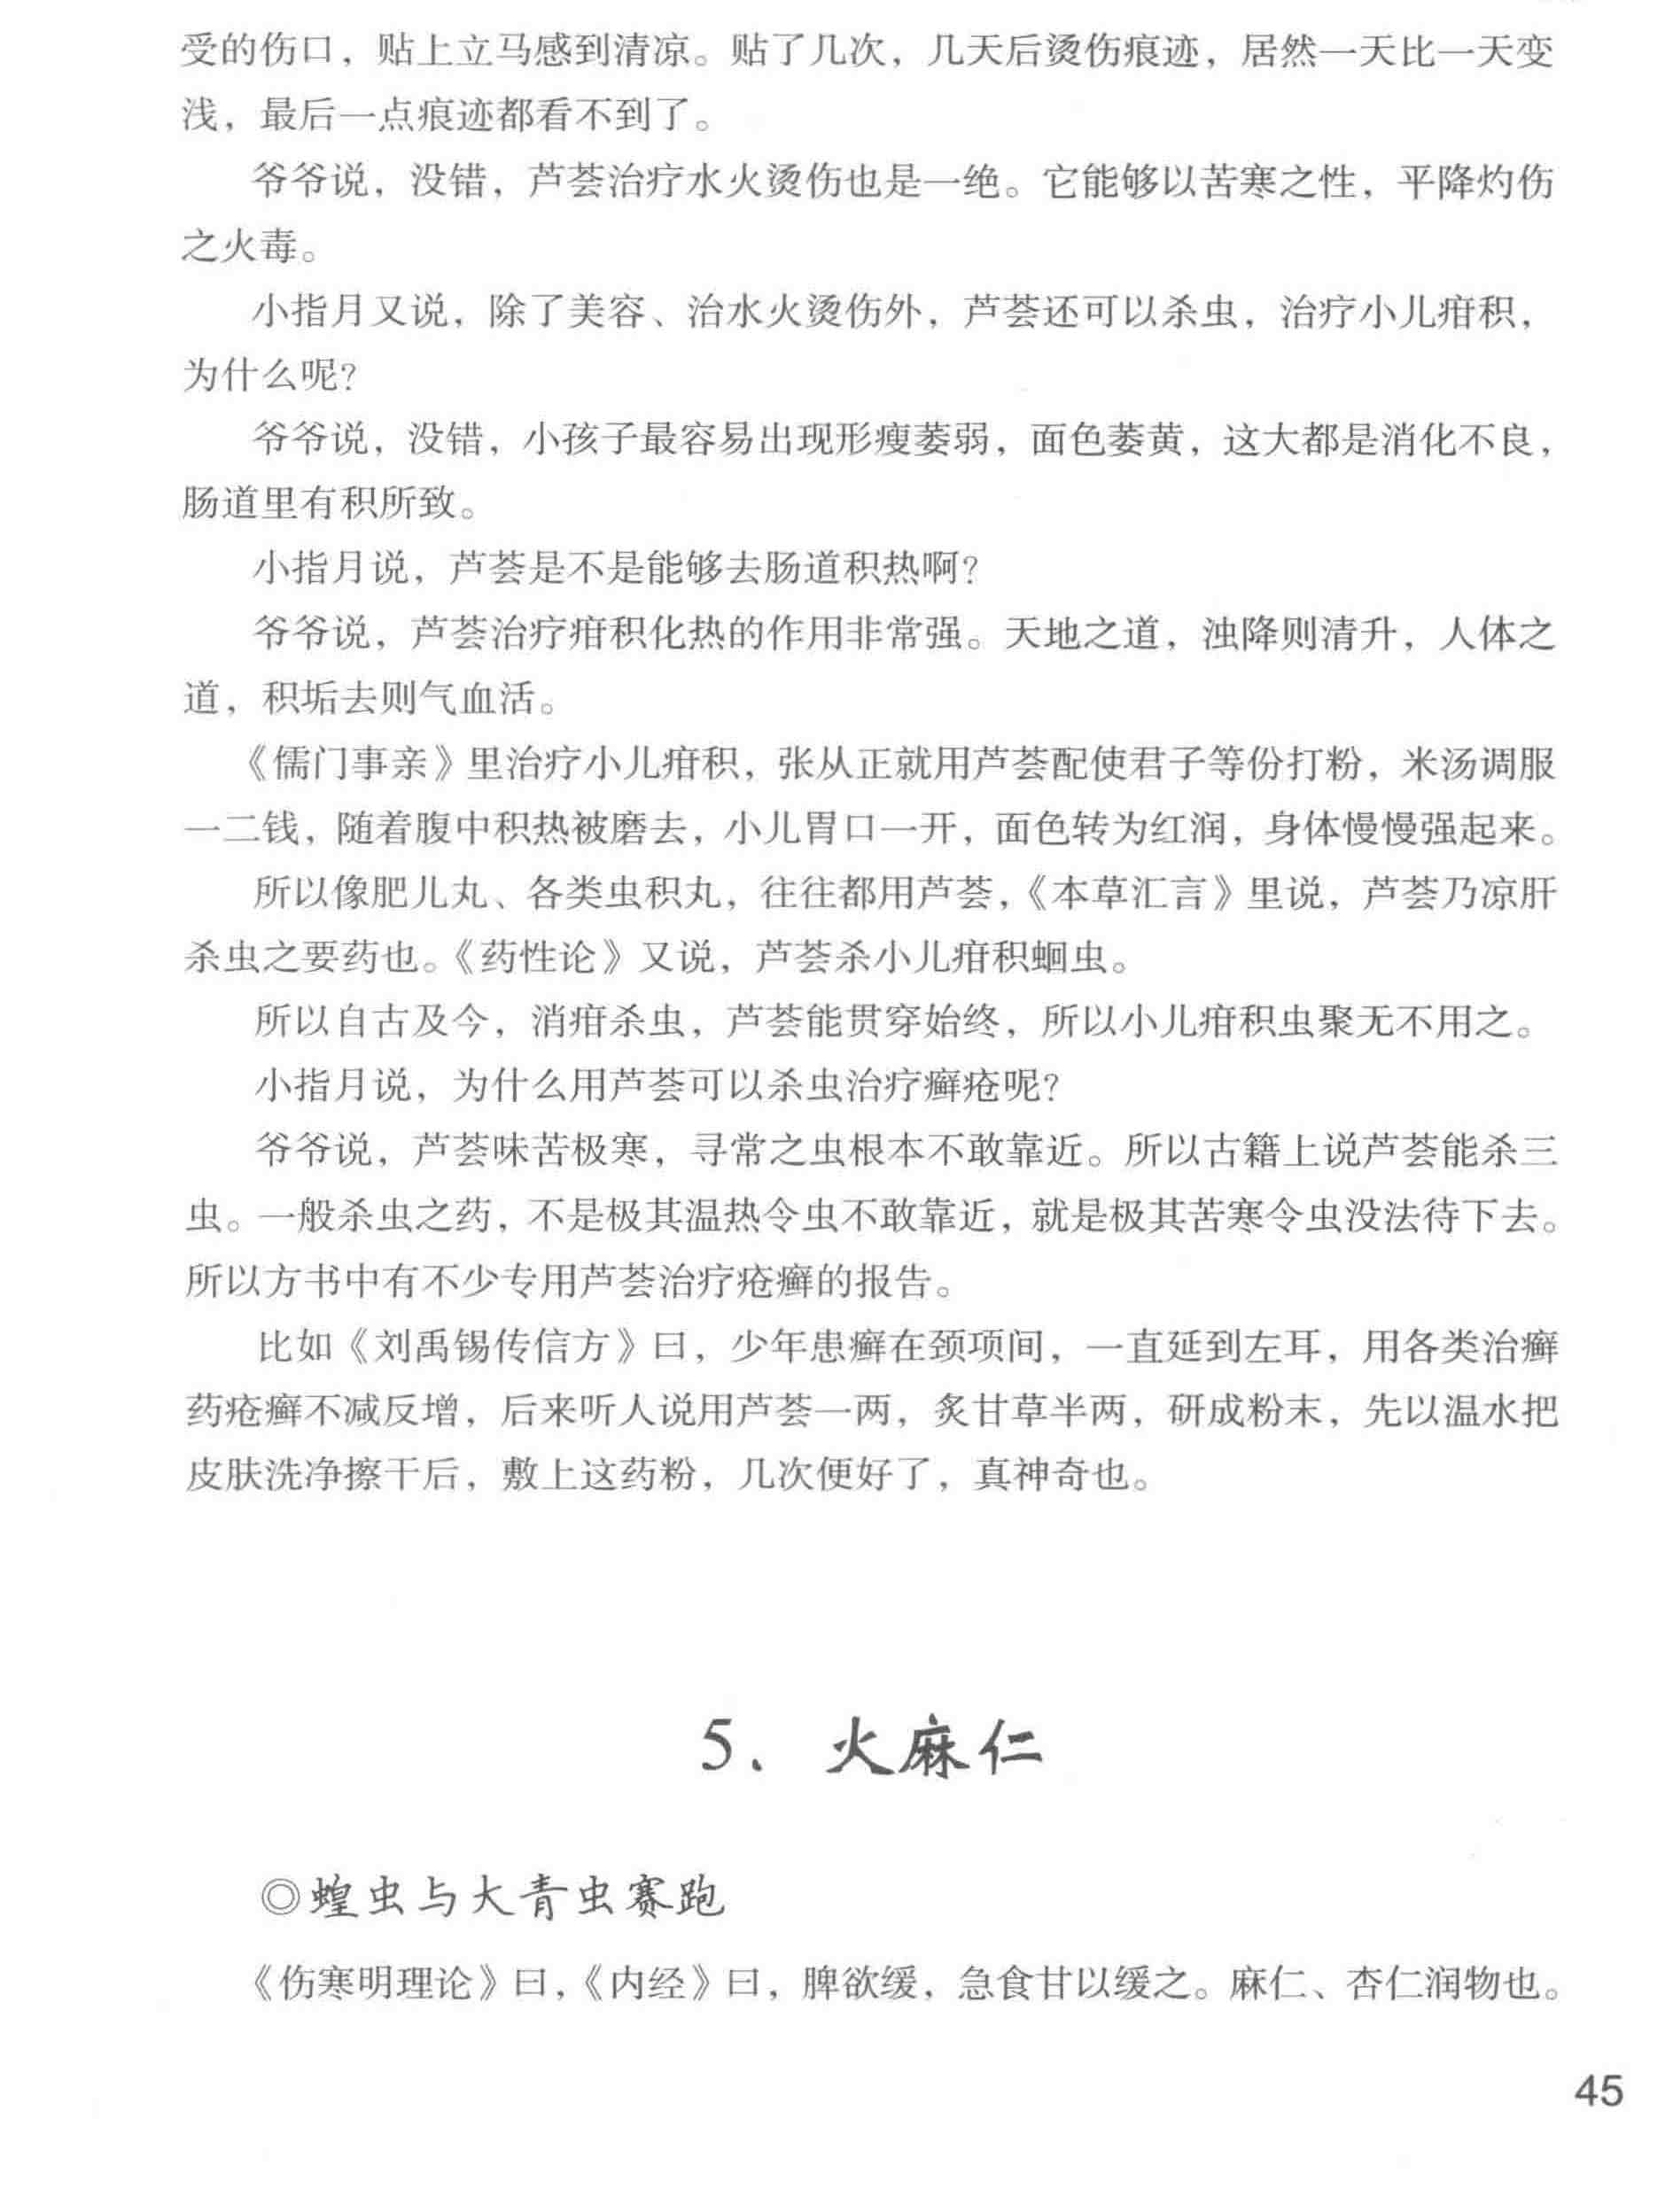 受的伤口，贴上立马感到清凉。贴了几次，几天后烫伤痕迹，居然一天比一天变
浅，最后一点痕迹都看不到了。
爷爷说，没错，芦荟治疗水火烫伤也是一绝。它能够以苦寒之性，平降灼伤
之火毒。
小指月又说，除了美容、治水火烫伤外，芦荟还可以杀虫，治疗小儿疳积，
为什么呢？
爷爷说，没错，小孩子最容易出现形瘦萎弱，面色萎黄，这大都是消化不良，
肠道里有积所致。
小指月说，芦荟是不是能够去肠道积热啊？
爷爷说，芦荟治疗疳积化热的作用非常强。天地之道，浊降则清升，人体之
道，积垢去则气血活。
《儒门事亲》里治疗小儿疳积，张从正就用芦荟配使君子等份打粉，米汤调服
一二钱，随着腹中积热被磨去，小儿胃口一开，面色转为红润，身体慢慢强起来。
所以像肥儿丸、各类虫积丸，往往都用芦荟，《本草汇言》里说，芦荟乃凉肝
杀虫之要药也。《药性论》又说，芦荟杀小儿疳积蛔虫。
所以自古及今，消疳杀虫，芦荟能贯穿始终，所以小儿疳积虫聚无不用之。
小指月说，为什么用芦荟可以杀虫治疗癣疮呢？
爷爷说，芦荟味苦极寒，寻常之虫根本不敢靠近。所以古籍上说芦荟能杀三
虫。一般杀虫之药，不是极其温热令虫不敢靠近，就是极其苦寒令虫没法待下去。
所以方书中有不少专用芦荟治疗疮癣的报告。
比如《刘禹锡传信方》曰，少年患癣在颈项间，一直延到左耳，用各类治癣
药疮癣不减反增，后来听人说用芦荟一两，炙甘草半两，研成粉末，先以温水把
皮肤洗净擦干后，敷上这药粉，几次便好了，真神奇也。
5．火麻仁
◎蝗虫与大青虫赛跑
《伤寒明理论》曰，《内经》曰，脾欲缓，急食甘以缓之。麻仁、杏仁润物也。
45